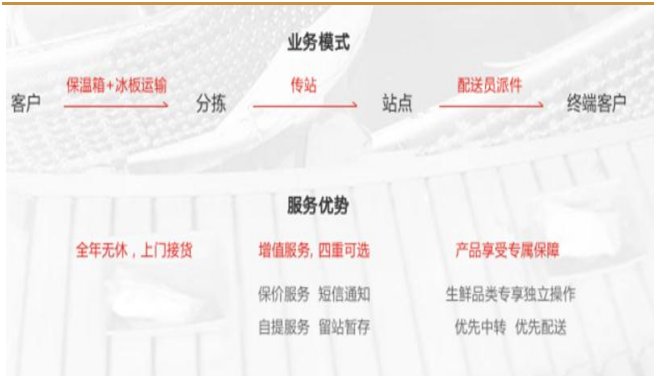 业务模式
保温箱+冰板运输 传站 配送员派件
客户 分拣 站点 终端客户
服务优势
全年无休，上门接货 增值服务, 四重可选 产品享受专属保障
保价服务 短信通知 生鲜品类专享独立操作
自提服务 留站暂存 优先中转 优先配送